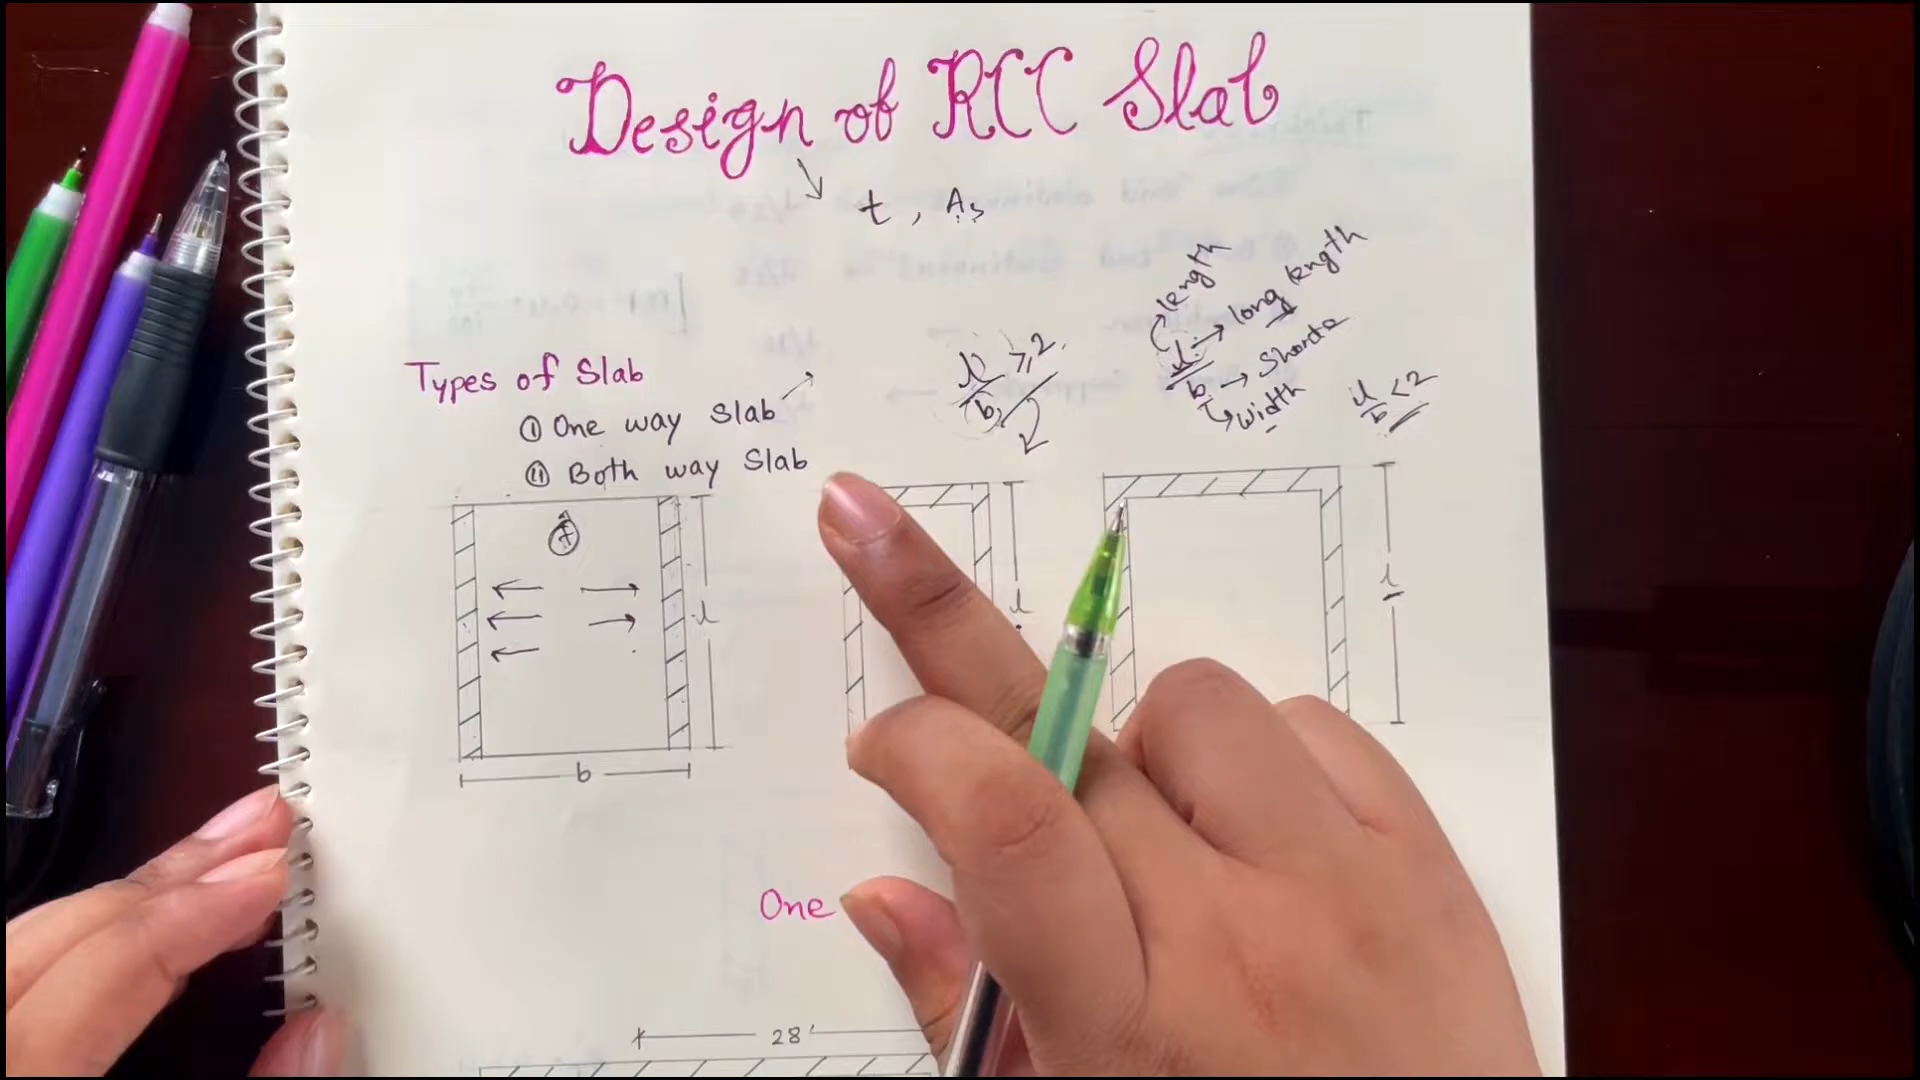 Design of RCC Slab
t, As
Types of Slab
① One way Slab
② Both way Slab
l/b ≥ 2
length
l → long length
b → Shorte
width
l/b < 2
+
l
b
l
l
One
28'